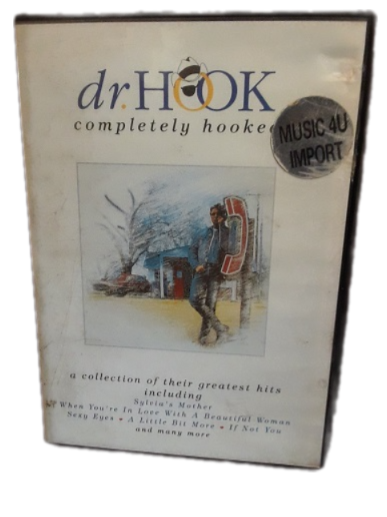 dr. HOOK
completely hooked
MUSIC 4U
IMPORT
a collection of their greatest hits
including
Sylvia's Mother
When You're In Love With A Beautiful Woman
Sexy Eyes • A Little Bit More • If Not You
and many more